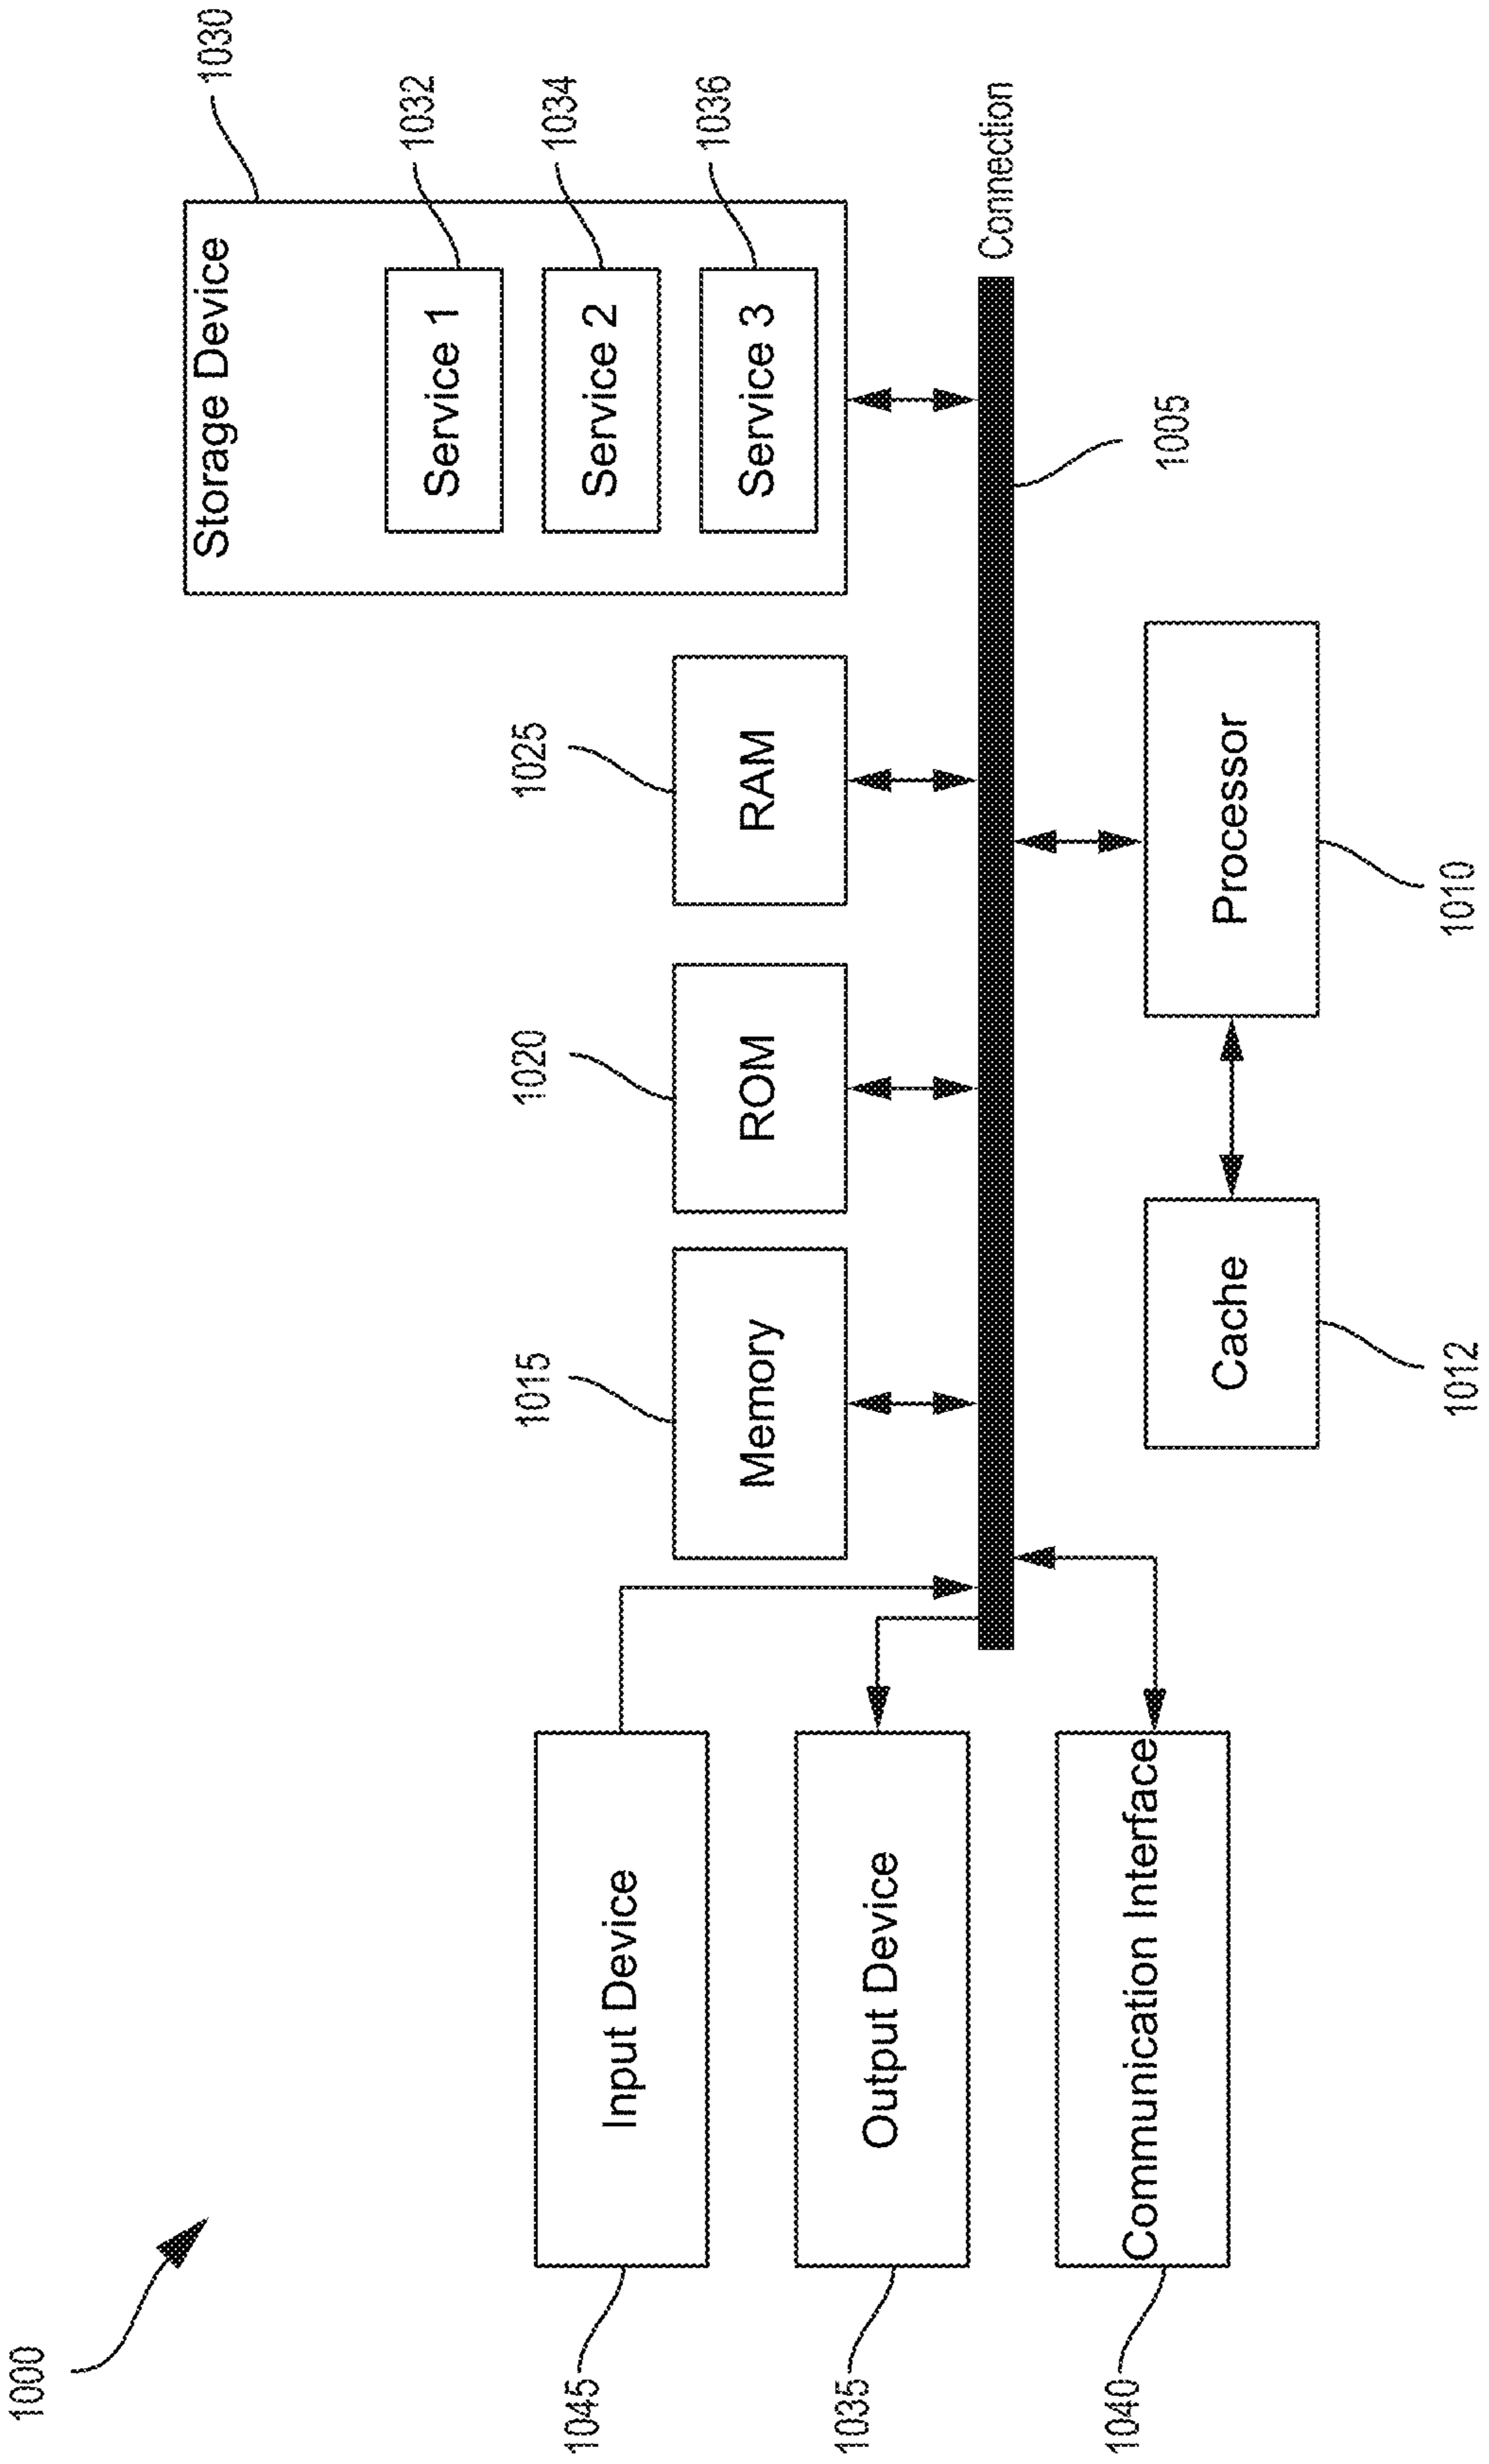 1000
1045
Input Device
1035
Output Device
1040
Communication Interface
1015
Memory
1020
ROM
1025
RAM
Storage Device
1030
Service 1
1032
Service 2
1034
Service 3
1036
Connection
1005
Cache
1012
Processor
1010